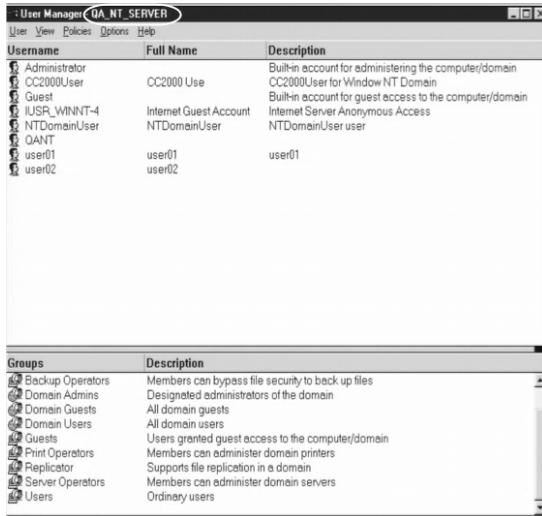 User Manager QA_NT_SERVER
User View Policies Options Help
Username Full Name Description
Administrator Built-in account for administering the computer/domain
CC2000User CC2000 Use CC2000User for Window NT Domain
Guest Built-in account for guest access to the computer/domain
IUSR_WINNT-4 Internet Guest Account Internet Server Anonymous Access
NTDomainUser NTDomainUser NTDomainUser user
QANT
user01 user01 user01
user02 user02
Groups Description
Backup Operators Members can bypass file security to back up files
Domain Admins Designated administrators of the domain
Domain Guests All domain guests
Domain Users All domain users
Guests Users granted guest access to the computer/domain
Print Operators Members can administer domain printers
Replicator Supports file replication in a domain
Server Operators Members can administer domain servers
Users Ordinary users